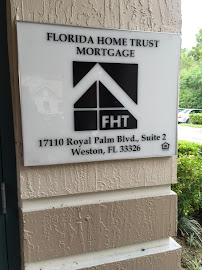 FLORIDA HOME TRUST
MORTGAGE
FHT
17110 Royal Palm Blvd., Suite 2
Weston, FL 33326